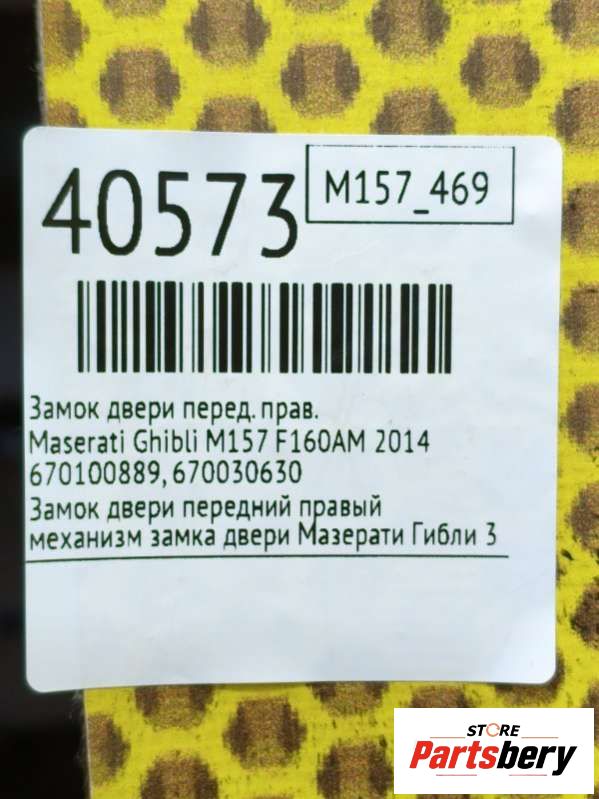 40573
M157_469
Замок двери перед. прав.
Maserati Ghibli M157 F160AM 2014
670100889, 670030630
Замок двери передний правый
механизм замка двери Мазерати Гибли 3
STORE
Partsbery